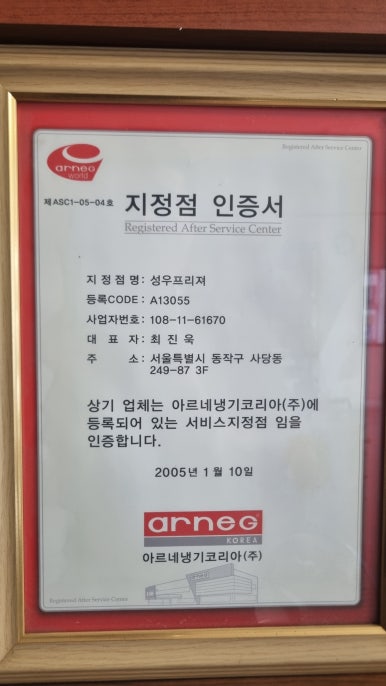 Registered After Service Center
arneg
world
제ASC1-05-04호
지정점 인증서
Registered After Service Center
지 정 점 명 : 성우프리져
등록CODE : A13055
사업자번호 : 108-11-61670
대 표 자 : 최 진 욱
주 소 : 서울특별시 동작구 사당동
249-87 3F
상기 업체는 아르네냉기코리아(주)에
등록되어 있는 서비스지정점 임을
인증합니다.
2005년 1월 10일
arneG
KOREA
아르네냉기코리아(주)
Registered After Service Center